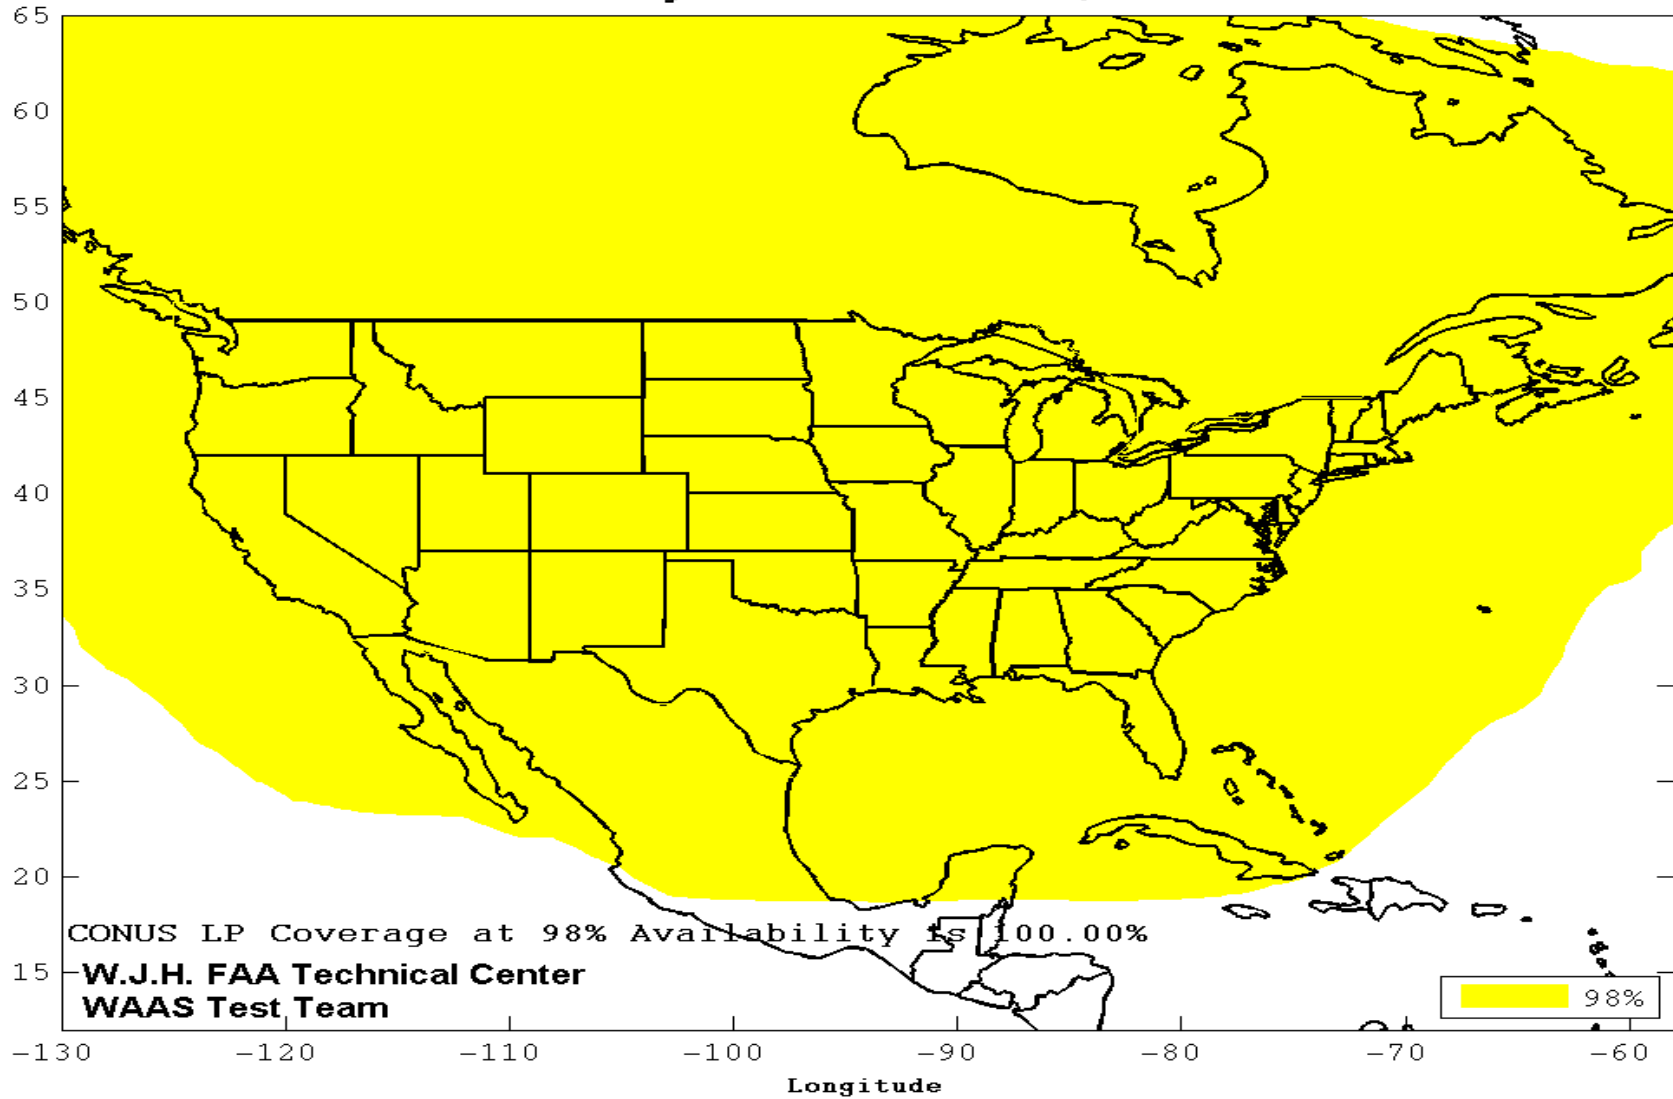 65
60
55
50
45
40
35
30
25
20
15
CONUS LP Coverage at 98% Availability is 100.00%
W.J.H. FAA Technical Center
WAAS Test Team
98%
-130 -120 -110 -100 -90 -80 -70 -60
Longitude